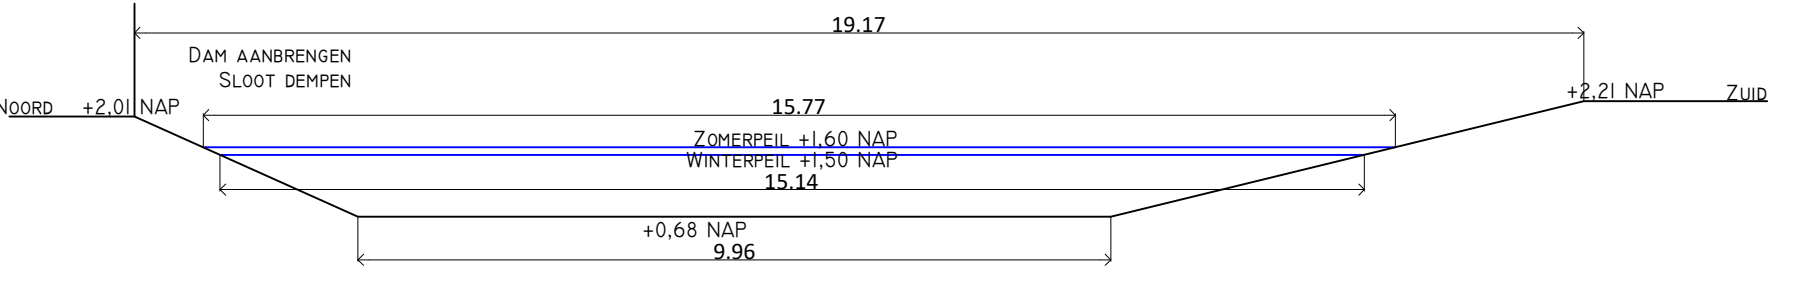 19.17
Dam aanbrengen
Sloot dempen
Noord +2,01 NAP
+2,21 NAP Zuid
15.77
Zomerpeil +1,60 NAP
Winterpeil +1,50 NAP
15.14
+0,68 NAP
9.96